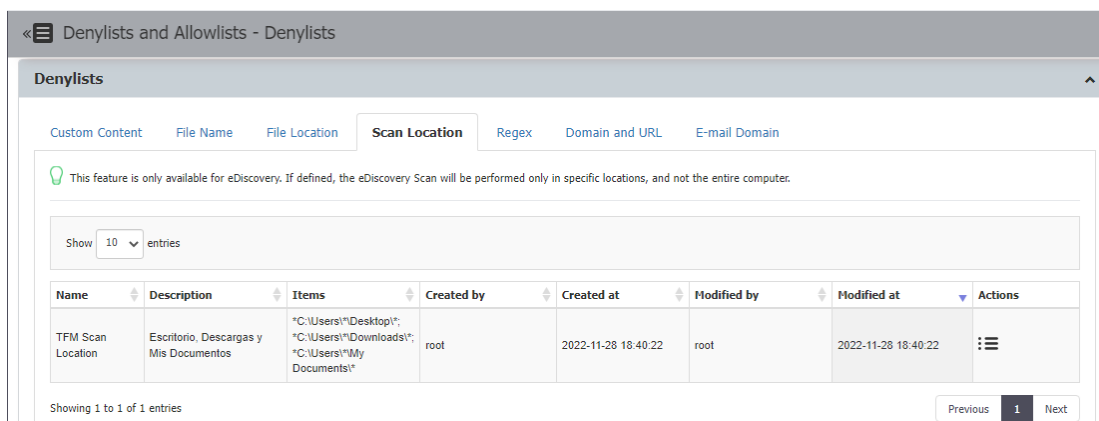 « Denylists and Allowlists - Denylists
Denylists
Custom Content File Name File Location Scan Location Regex Domain and URL E-mail Domain
This feature is only available for eDiscovery. If defined, the eDiscovery Scan will be performed only in specific locations, and not the entire computer.
Show 10 entries
Name Description Items Created by Created at Modified by Modified at Actions
TFM Scan Location Escritorio, Descargas y Mis Documentos *C:\Users\*\Desktop\*; *C:\Users\*\Downloads\*; *C:\Users\*\My Documents\* root 2022-11-28 18:40:22 root 2022-11-28 18:40:22
Showing 1 to 1 of 1 entries Previous 1 Next